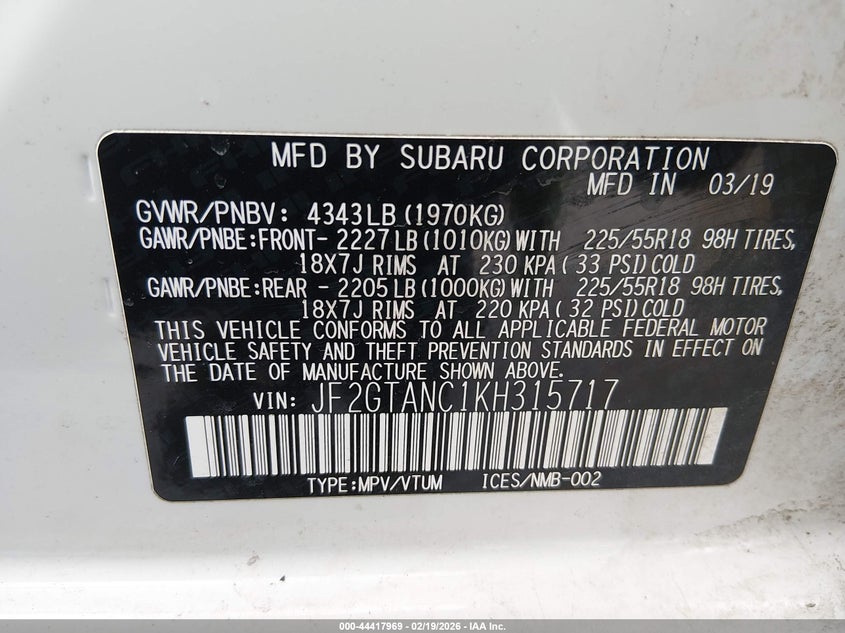 MFD BY SUBARU CORPORATION
MFD IN 03/19
GVWR/PNBV: 4343LB (1970KG)
GAWR/PNBE:FRONT- 2227LB (1010KG) WITH 225/55R18 98H TIRES,
18X7J RIMS AT 230 KPA ( 33 PSI) COLD
GAWR/PNBE:REAR - 2205LB (1000KG) WITH 225/55R18 98H TIRES,
18X7J RIMS AT 220 KPA ( 32 PSI) COLD
THIS VEHICLE CONFORMS TO ALL APPLICABLE FEDERAL MOTOR
VEHICLE SAFETY AND THEFT PREVENTION STANDARDS IN EFFECT ON
THE DATE OF MANUFACTURE SHOWN ABOVE.
VIN: JF2GTANC1KH315717
TYPE:MPV/VTUM ICES/NMB-002
000-44417969 - 02/19/2026 - IAA Inc.